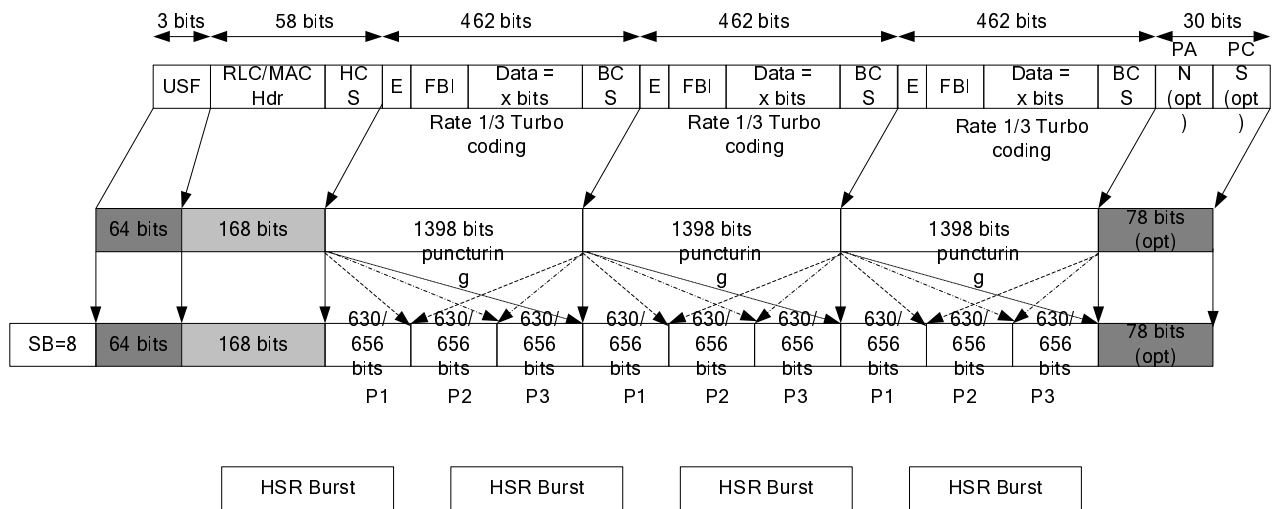 3 bits 58 bits 462 bits 462 bits 462 bits 30 bits
USF RLC/MAC Hdr HC S E FBI Data = x bits BC S E FBI Data = x bits BC S E FBI Data = x bits BC S PA N (opt ) PC S (opt )
Rate 1/3 Turbo coding Rate 1/3 Turbo coding Rate 1/3 Turbo coding
64 bits 168 bits 1398 bits 1398 bits 1398 bits 78 bits (opt)
puncturin g puncturin g puncturin g
SB=8 64 bits 168 bits 630/ 656 bits 630/ 656 bits 630/ 656 bits 630/ 656 bits 630/ 656 bits 630/ 656 bits 630/ 656 bits 630/ 656 bits 630/ 656 bits 78 bits (opt)
P1 P2 P3 P1 P2 P3 P1 P2 P3
HSR Burst HSR Burst HSR Burst HSR Burst